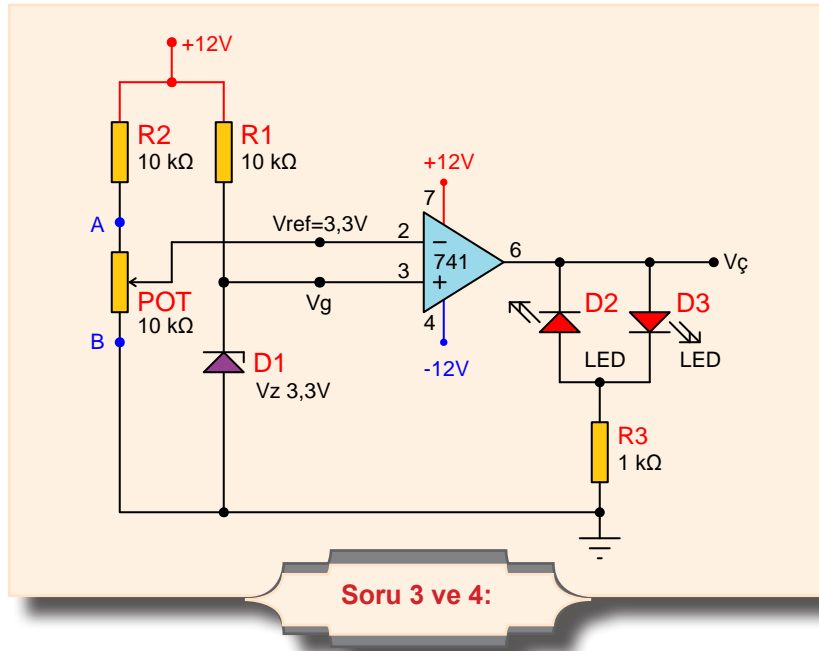 +12V
R2
10 kΩ
R1
10 kΩ
+12V
7
A
Vref=3,3V
2
−
741
6
Vç
3
+
Vg
POT
10 kΩ
4
-12V
B
D1
Vz 3,3V
D2
D3
LED
LED
R3
1 kΩ
Soru 3 ve 4: